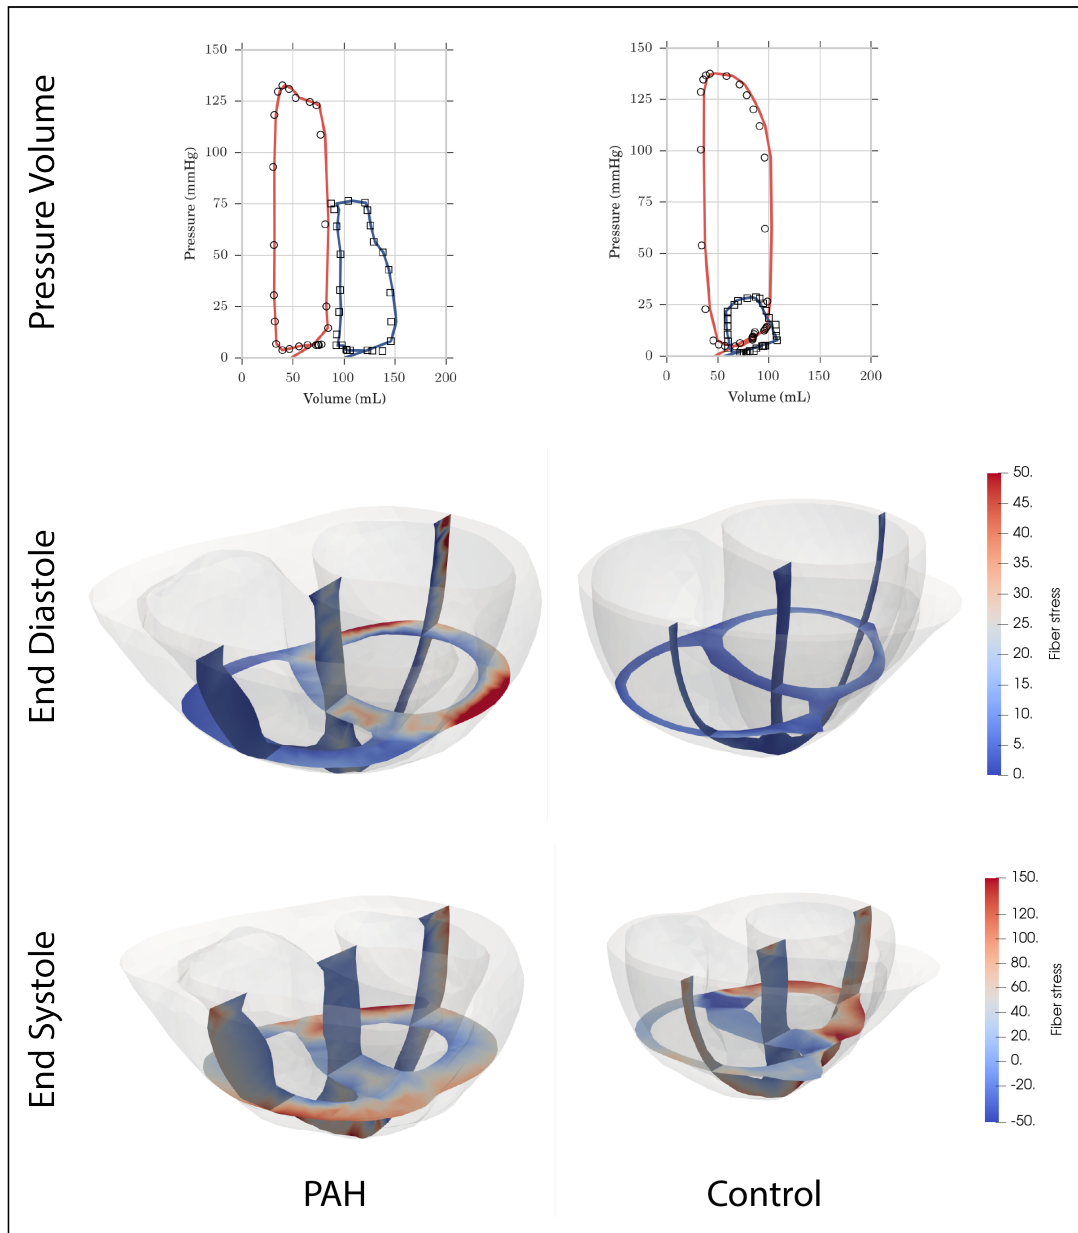 Pressure Volume
150
125
100
75
50
25
0
Pressure (mmHg)
0 50 100 150 200
Volume (mL)
150
125
100
75
50
25
0
Pressure (mmHg)
0 50 100 150 200
Volume (mL)
End Diastole
50.
45.
40.
35.
30.
25.
20.
15.
10.
5.
0.
Fiber stress
End Systole
150.
120.
100.
80.
60.
40.
20.
0.
-20.
-50.
Fiber stress
PAH Control